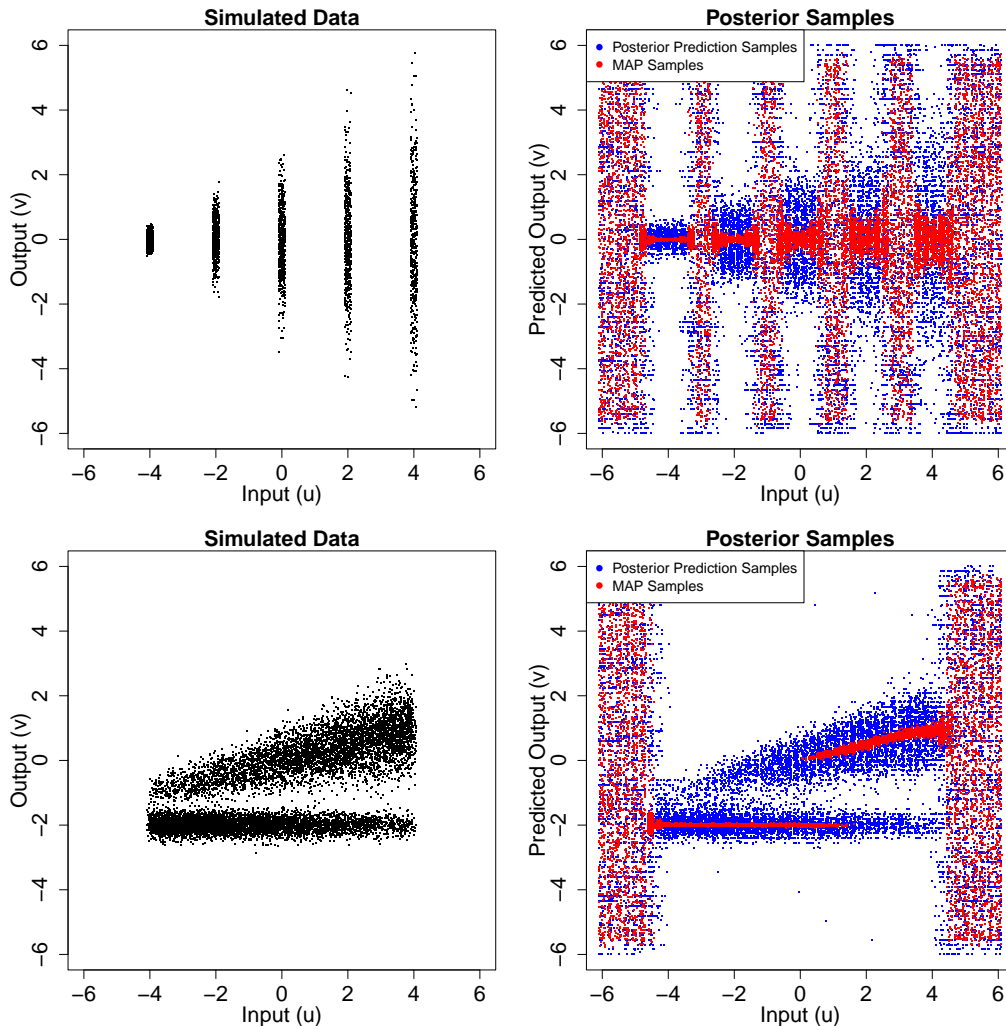 Simulated Data
6
4
2
0
−2
−4
−6
Output (v)
−6 −4 −2 0 2 4 6
Input (u)
Posterior Samples
Posterior Prediction Samples
MAP Samples
6
4
2
0
−2
−4
−6
Predicted Output (v)
−6 −4 −2 0 2 4 6
Input (u)
Simulated Data
6
4
2
0
−2
−4
−6
Output (v)
−6 −4 −2 0 2 4 6
Input (u)
Posterior Samples
Posterior Prediction Samples
MAP Samples
6
4
2
0
−2
−4
−6
Predicted Output (v)
−6 −4 −2 0 2 4 6
Input (u)